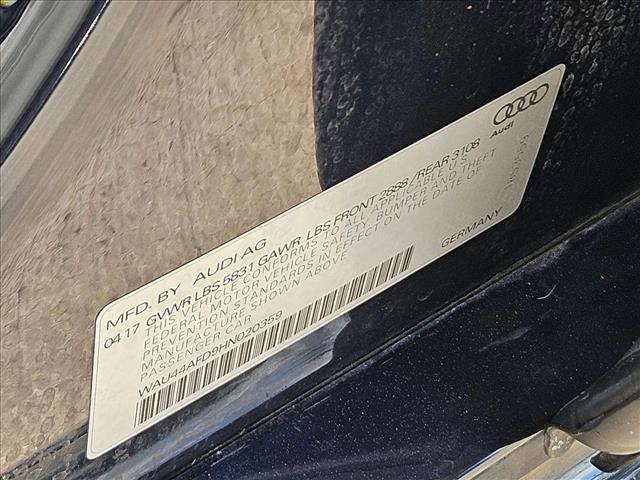 MFD. BY AUDI AG
04.17 GVWR LBS 5831 GAWR. LBS FRONT 2888 / REAR 3108
THIS VEHICLE CONFORMS TO ALL APPLICABLE U.S.
FEDERAL MOTOR VEHICLE SAFETY, BUMPER AND THEFT
PREVENTION STANDARDS IN EFFECT ON THE DATE OF
MANUFACTURE SHOWN ABOVE
PASSENGER CAR
WAU44AFD9HN020359
GERMANY
Audi